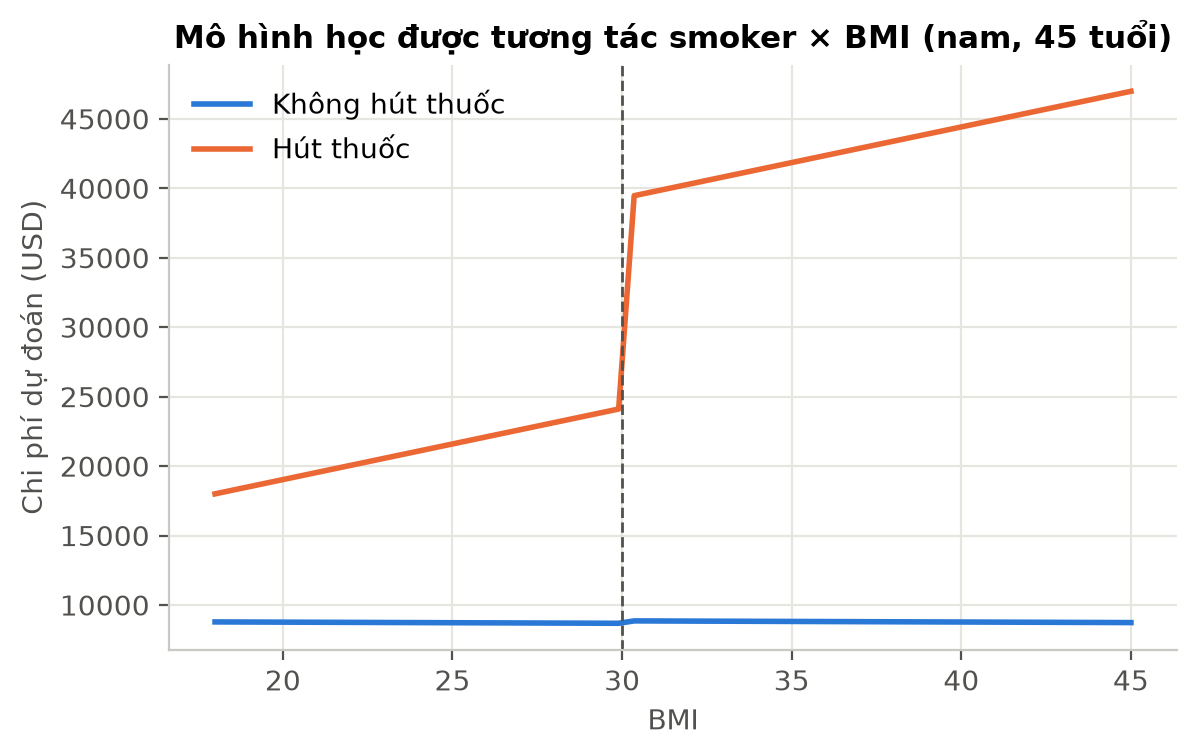 Mô hình học được tương tác smoker × BMI (nam, 45 tuổi)
Không hút thuốc
Hút thuốc
Chi phí dự đoán (USD)
45000
40000
35000
30000
25000
20000
15000
10000
20 25 30 35 40 45
BMI